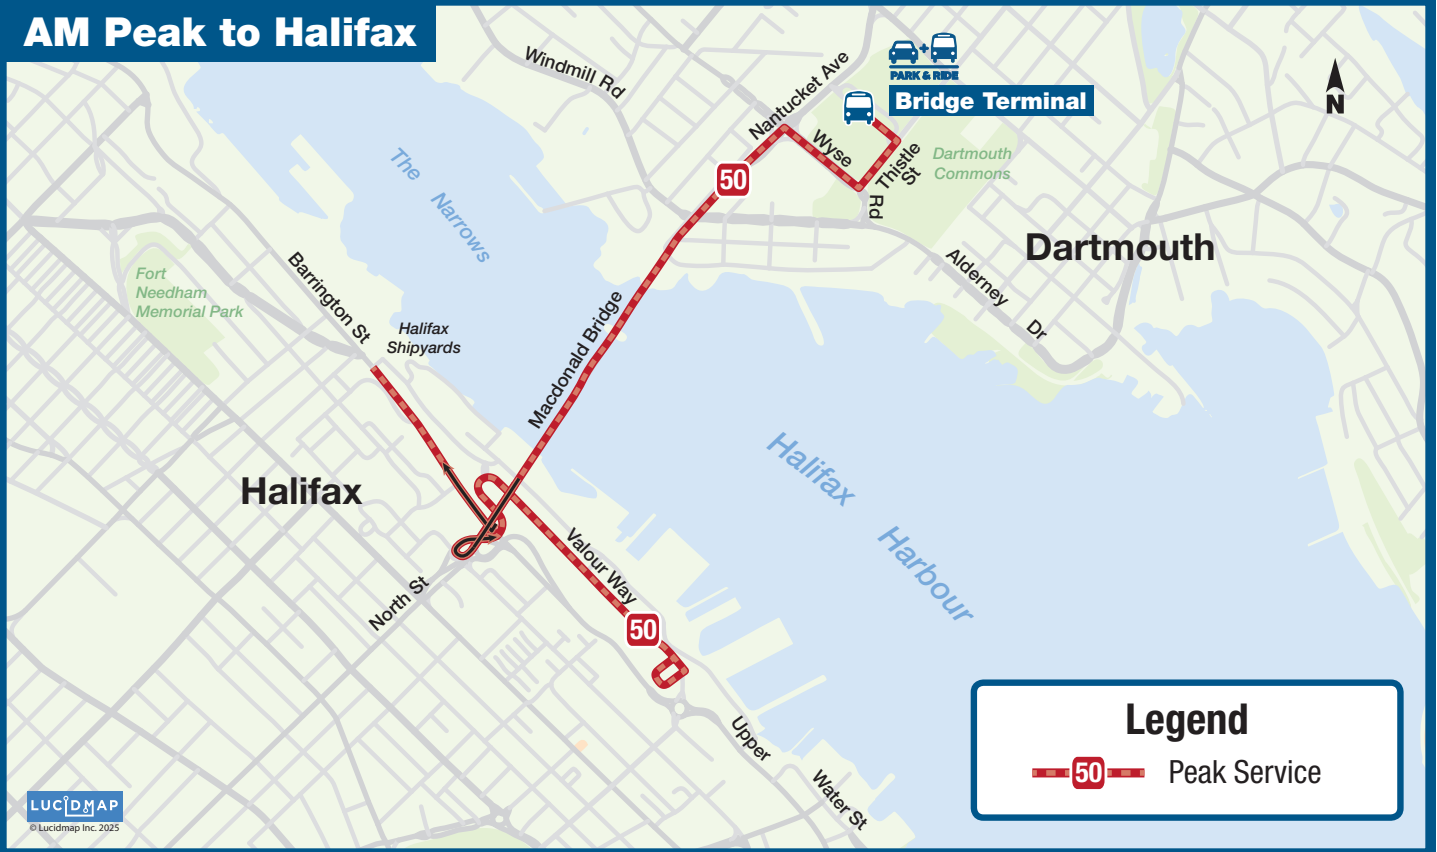 AM Peak to Halifax
Windmill Rd
Nantucket Ave
PARK & RIDE
Bridge Terminal
N
Wyse
Rd
Thistle
St
Dartmouth
Commons
50
The Narrows
Dartmouth
Alderney
Dr
Fort
Needham
Memorial Park
Barrington St
Halifax
Shipyards
Macdonald Bridge
Halifax
Halifax
Harbour
Valour Way
North St
50
Upper
Water St
Legend
50 Peak Service
LUCIDMAP
© Lucidmap Inc. 2025